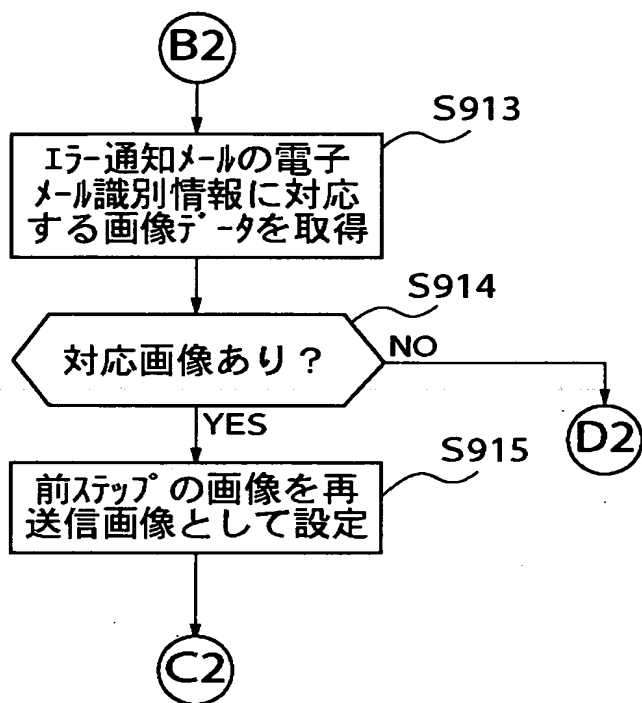 B2
S913
エラー通知メールの電子
メール識別情報に対応
する画像データを取得
S914
対応画像あり?
NO
YES
D2
S915
前ステップの画像を再
送信画像として設定
C2